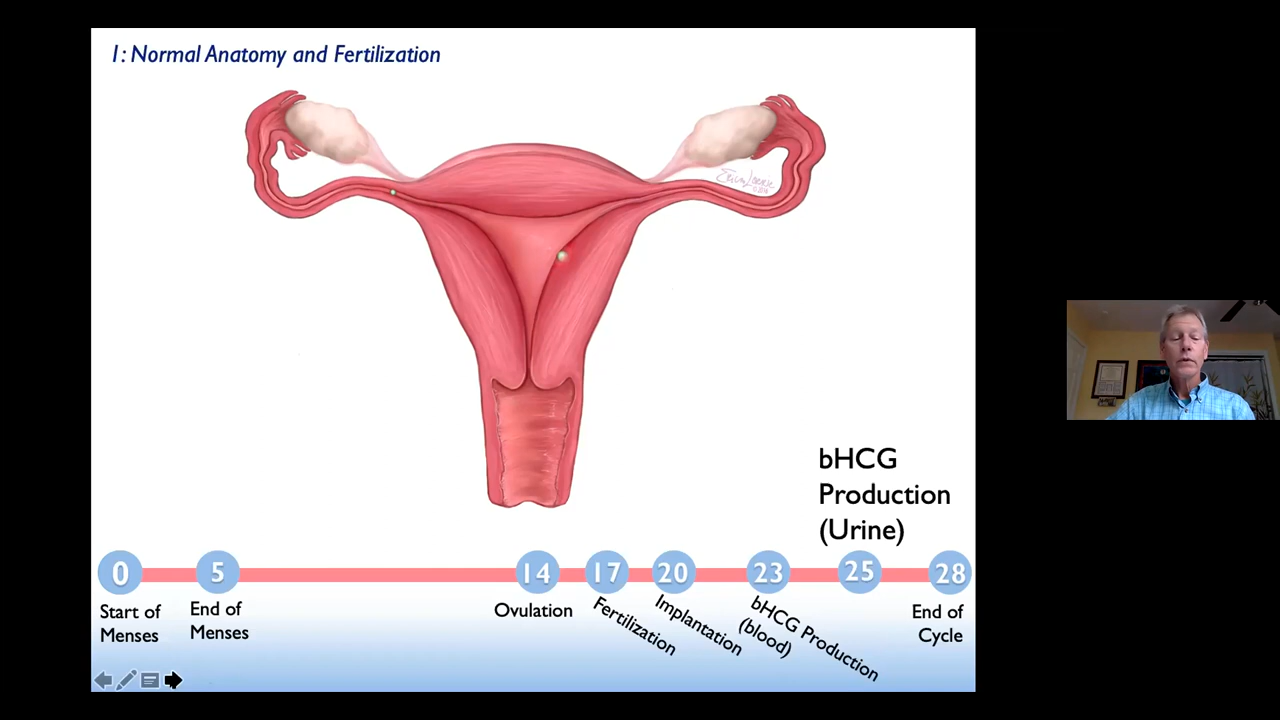 1: Normal Anatomy and Fertilization
bHCG
Production
(Urine)
0
5
14
17
20
23
25
28
Start of
Menses
End of
Menses
Ovulation
Fertilization
Implantation
bHCG Production
(blood)
End of
Cycle